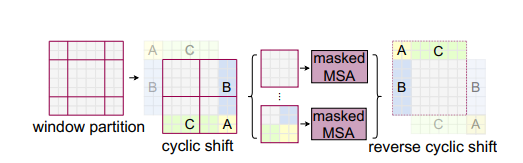 A C
B
B
C A
window partition
cyclic shift
masked
MSA
...
masked
MSA
A C
B
B
C A
reverse cyclic shift